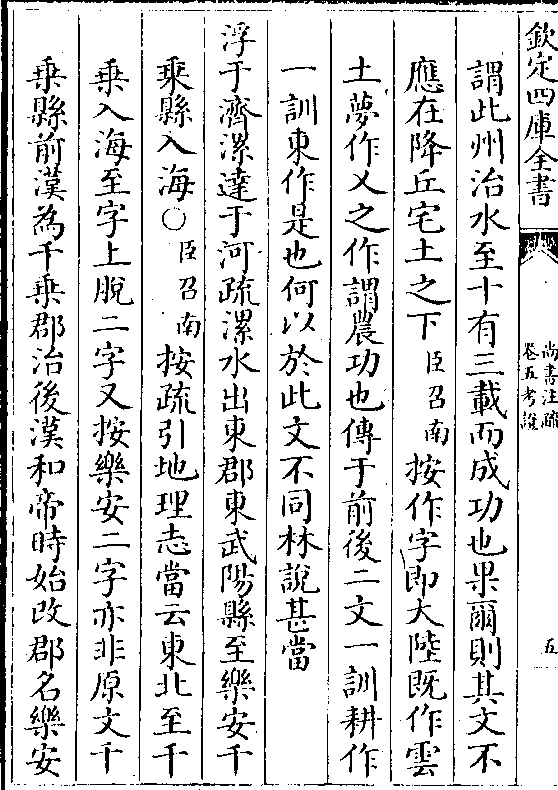 欽定四庫全書
尚書注疏
卷五考證
五
謂此州治水至十有三載而成功也果爾則其文不
應在降丘宅土之下臣召南按作字即大陸既作雲
土夢作乂之作謂農功也傳于前後二文一訓耕作
一訓東作是也何以於此文不同林說甚當
浮于濟漯達于河疏漯水出東郡東武陽縣至樂安千
乘縣入海○臣召南按疏引地理志當云東北至千
乘入海至字上脫二字又按樂安二字亦非原文千
乘縣前漢為千乘郡治後漢和帝時始改郡名樂安